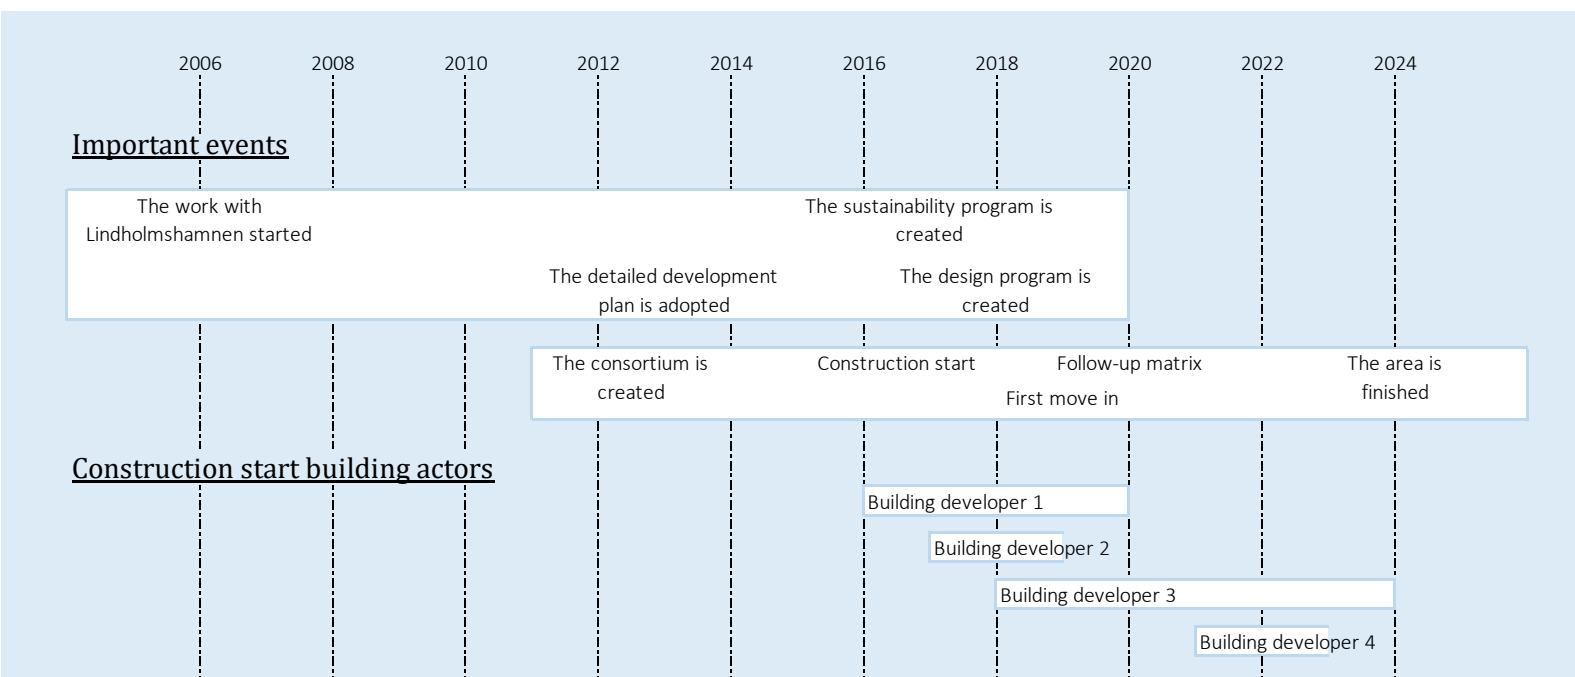 2006 2008 2010 2012 2014 2016 2018 2020 2022 2024
Important events
The work with
Lindholmshamnen started
The sustainability program is
created
The detailed development
plan is adopted
The design program is
created
The consortium is
created
Construction start
First move in
Follow-up matrix
The area is
finished
Construction start building actors
Building developer 1
Building developer 2
Building developer 3
Building developer 4